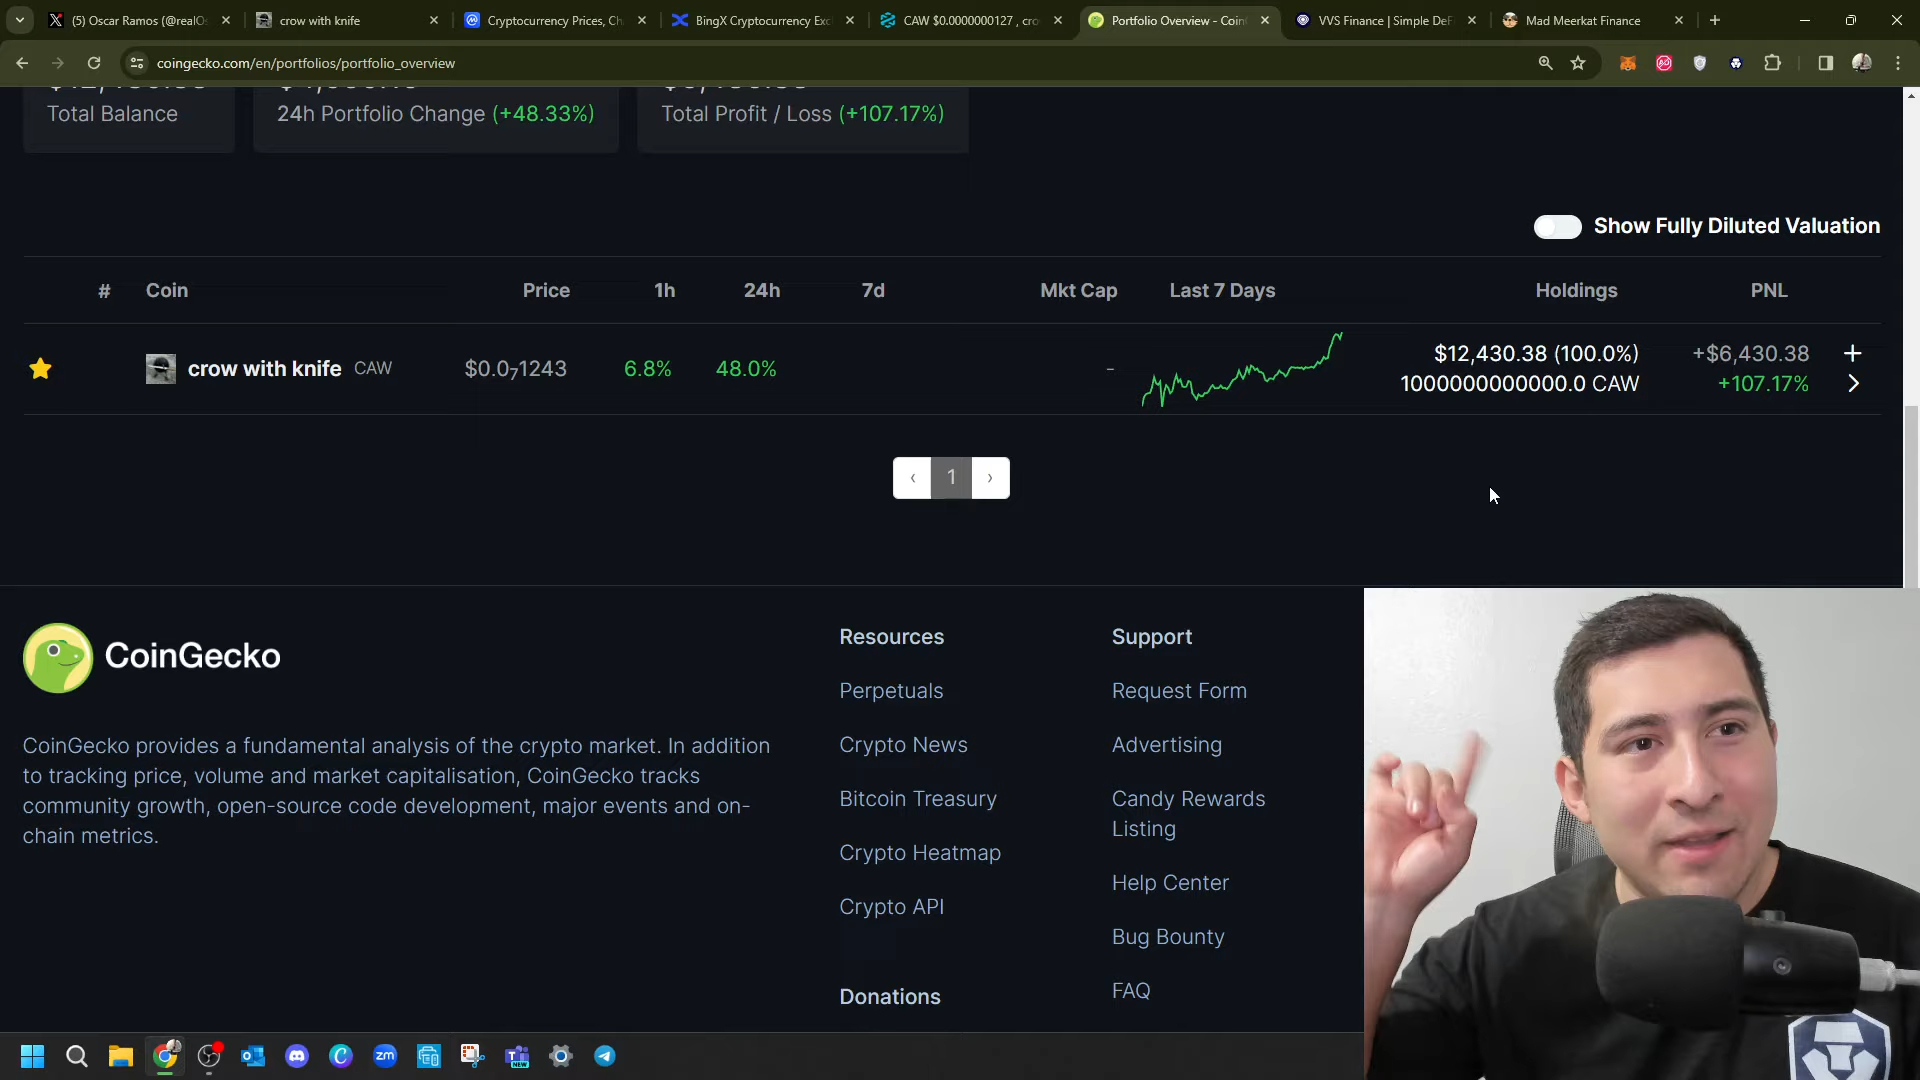 (5) Oscar Ramos (@realO
crow with knife
Cryptocurrency Prices, Ch
BingX Cryptocurrency Exc
CAW $0.0000000127 , cro
Portfolio Overview - Coin
VVS Finance | Simple DeF
Mad Meerkat Finance
coingecko.com/en/portfolios/portfolio_overview
Total Balance
24h Portfolio Change (+48.33%)
Total Profit / Loss (+107.17%)
Show Fully Diluted Valuation
# Coin Price 1h 24h 7d Mkt Cap Last 7 Days Holdings PNL
crow with knife CAW $0.0₇1243 6.8% 48.0% - $12,430.38 (100.0%) +$6,430.38
1000000000000.0 CAW +107.17%
‹ 1 ›
CoinGecko
CoinGecko provides a fundamental analysis of the crypto market. In addition
to tracking price, volume and market capitalisation, CoinGecko tracks
community growth, open-source code development, major events and on-
chain metrics.
Resources
Perpetuals
Crypto News
Bitcoin Treasury
Crypto Heatmap
Crypto API
Donations
Support
Request Form
Advertising
Candy Rewards
Listing
Help Center
Bug Bounty
FAQ
zm
NEW